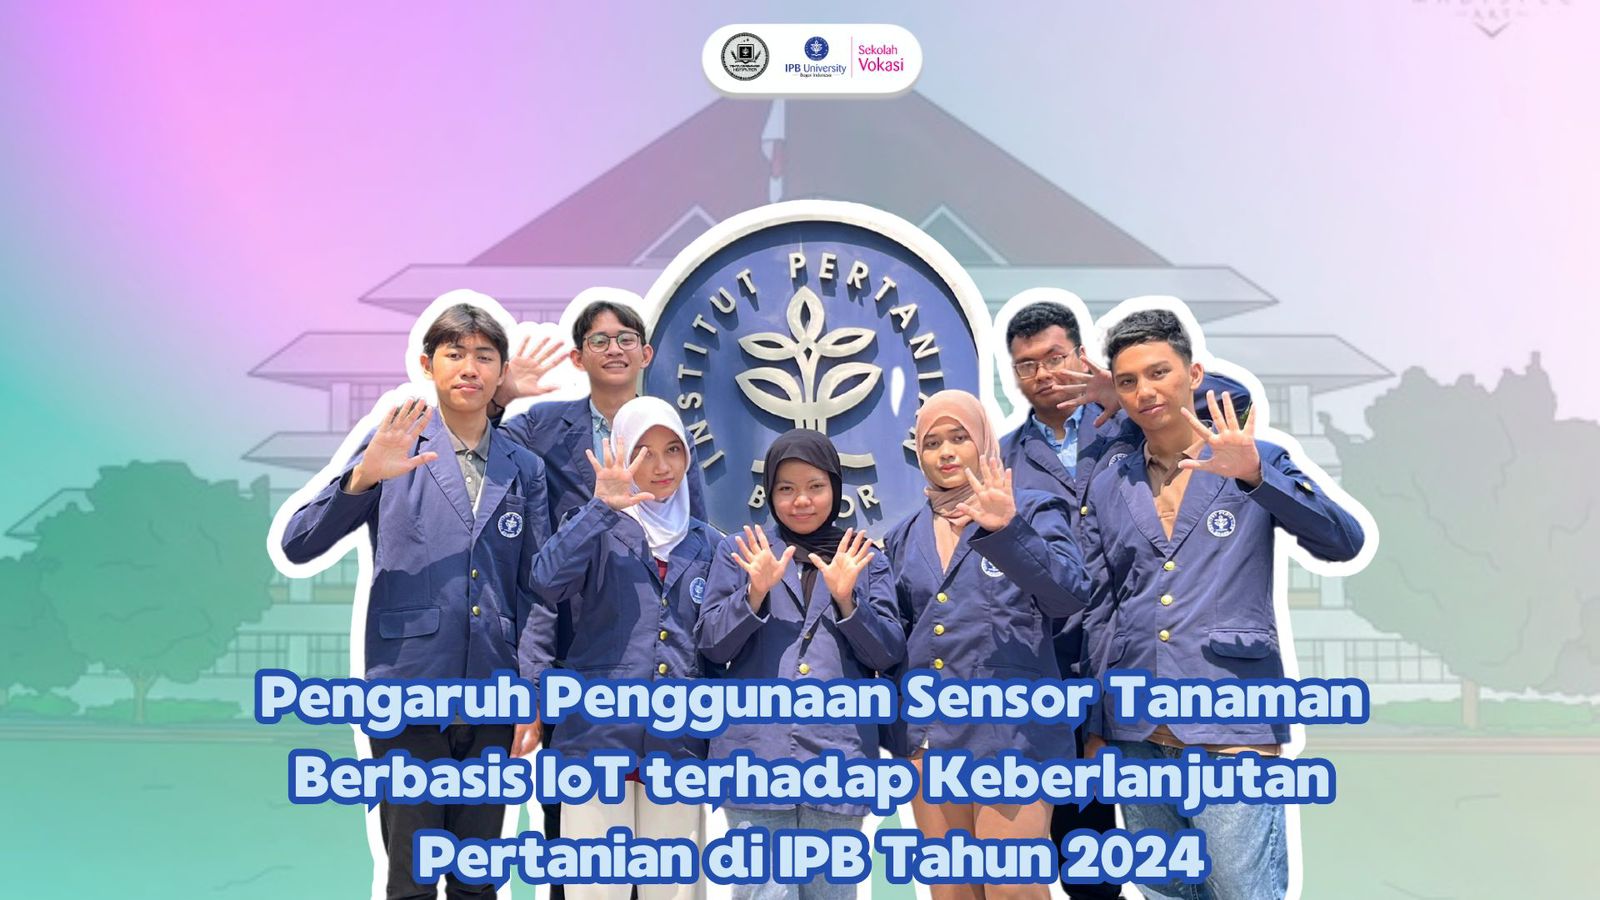 IPB University
Bogor Indonesia
Sekolah
Vokasi
INSTITUT PERTANIAN
Pengaruh Penggunaan Sensor Tanaman
Berbasis IoT terhadap Keberlanjutan
Pertanian di IPB Tahun 2024